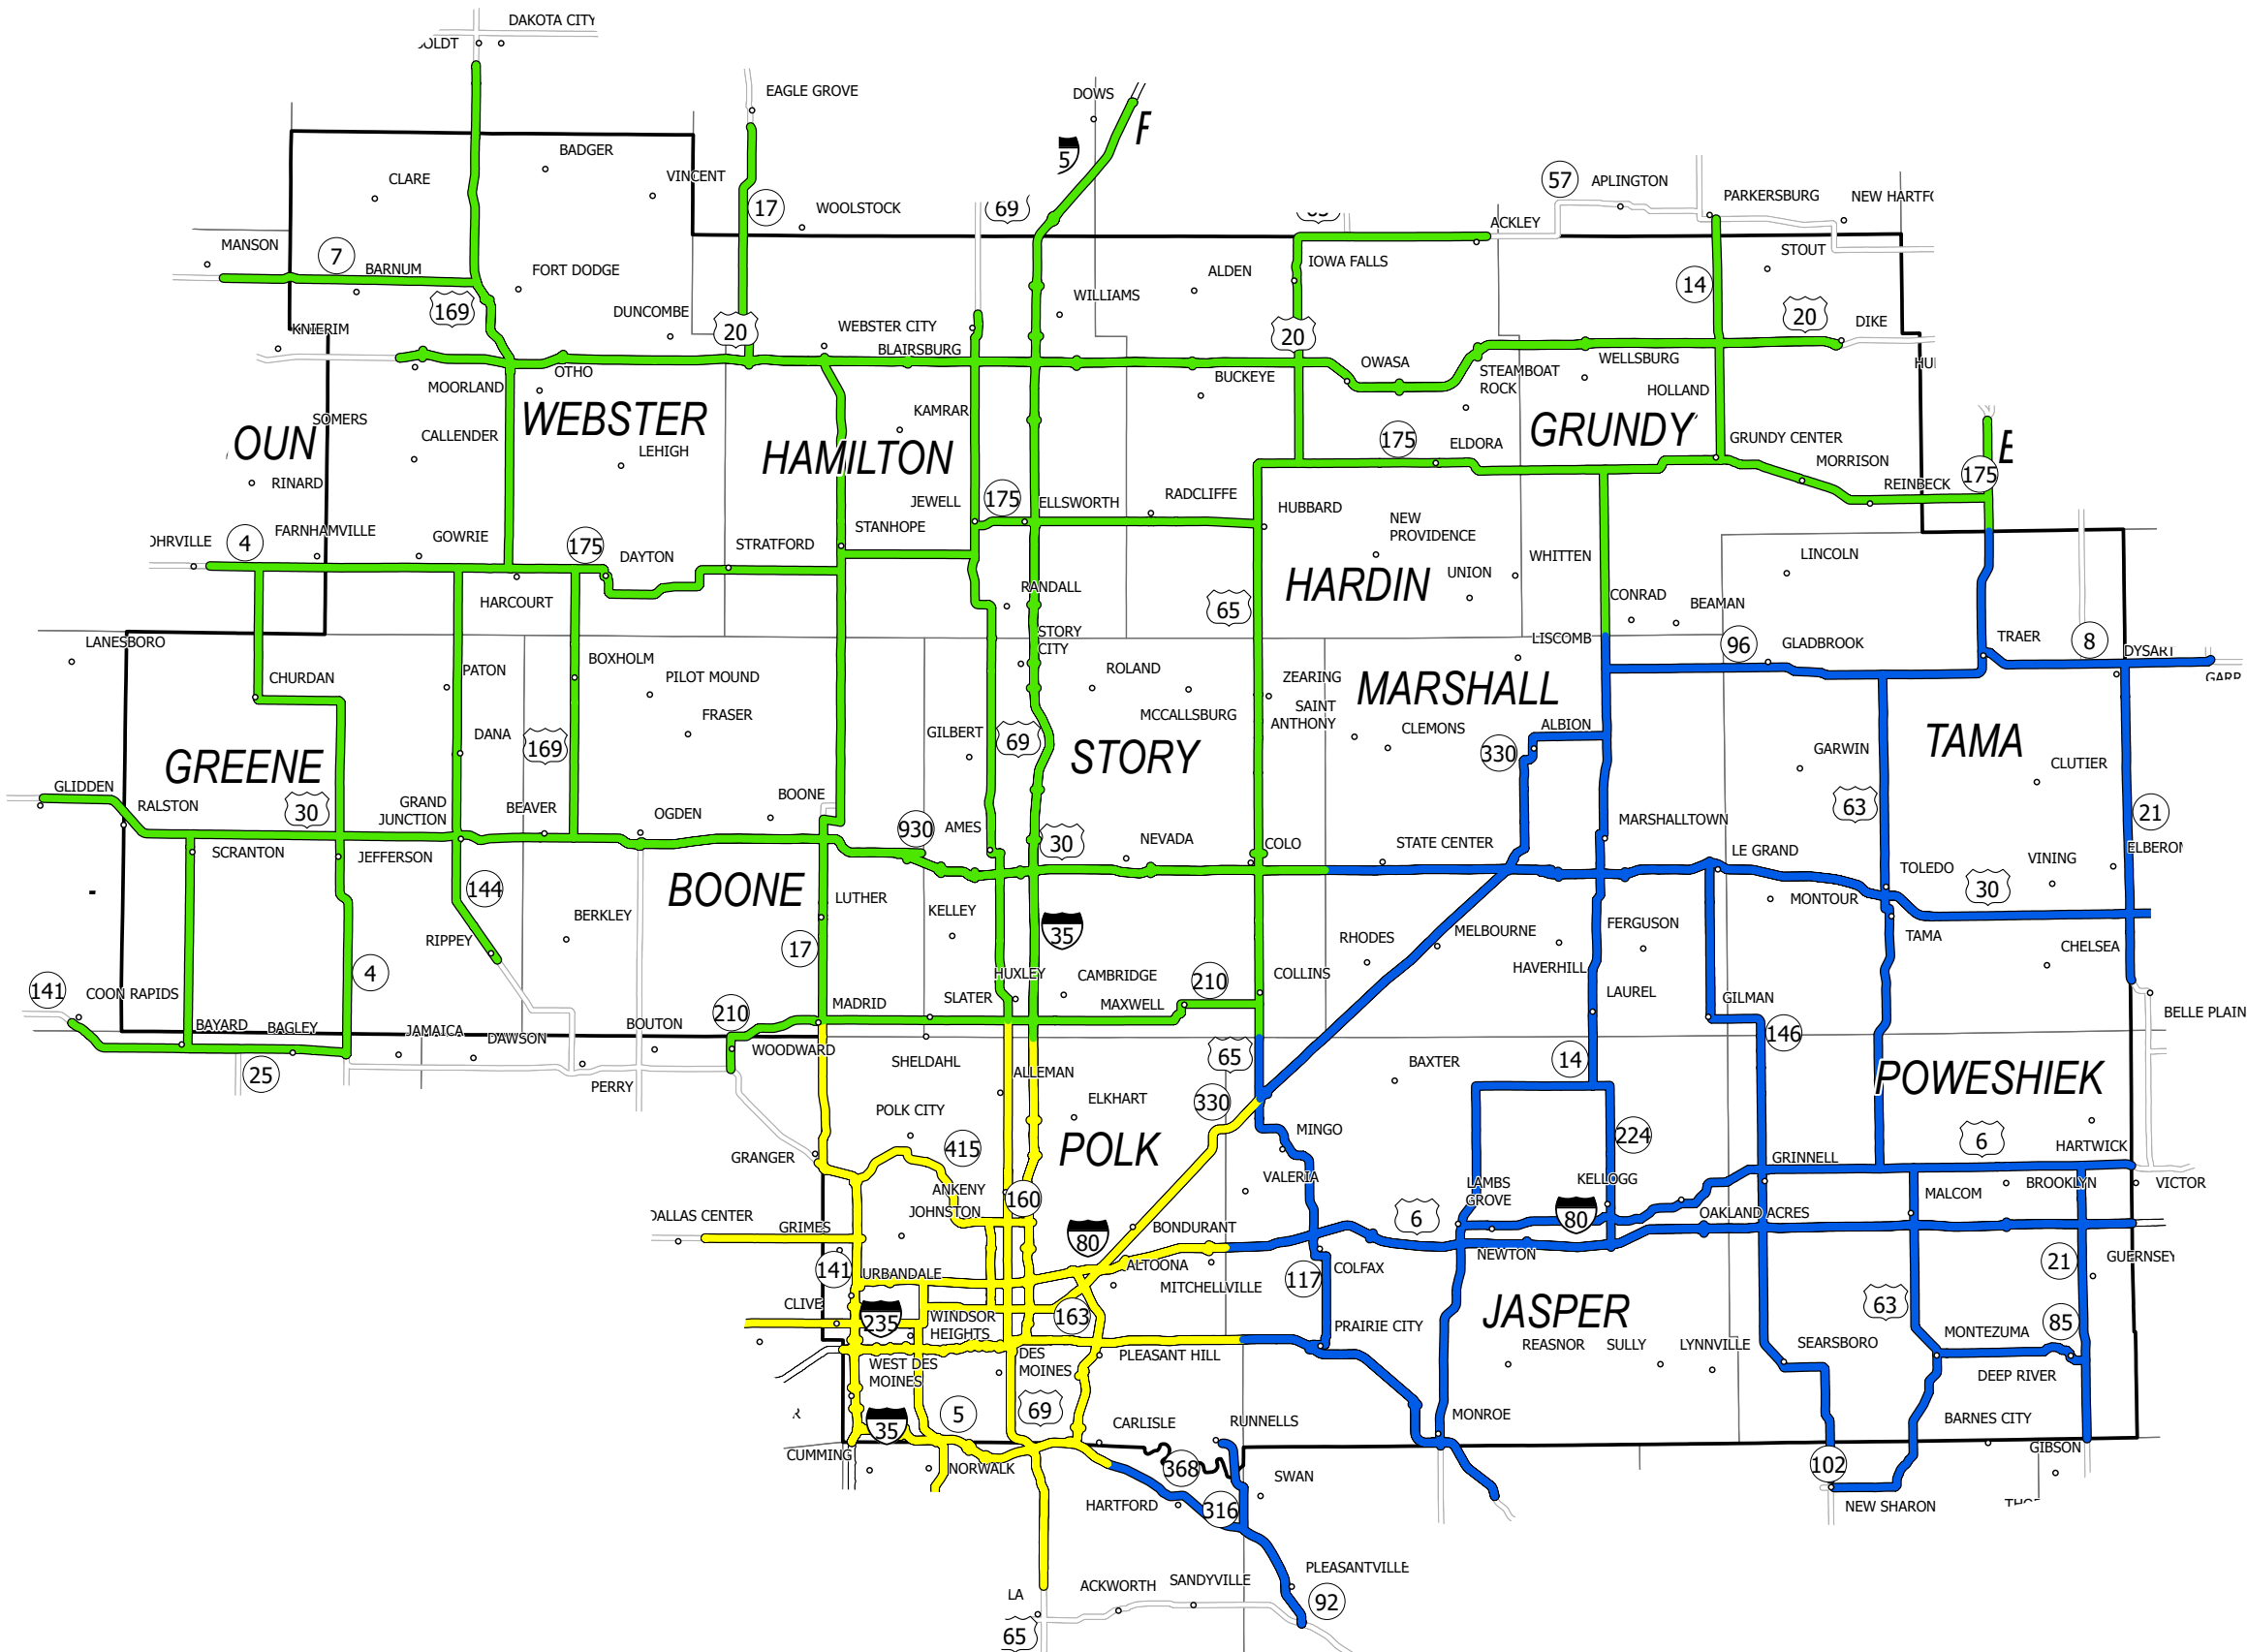 DAKOTA CITY
OLDT
EAGLE GROVE
DOWS
F
5
BADGER
CLARE
VINCENT
17
WOOLSTOCK
69
57
APLINGTON
PARKERSBURG
NEW HARTF
ACKLEY
STOUT
MANSON
7
BARNUM
FORT DODGE
169
DUNCOMBE
20
WEBSTER CITY
BLAIRSBURG
WILLIAMS
ALDEN
IOWA FALLS
20
14
20
DIKE
KNIERIM
MOORLAND
OTHO
BUCKEYE
OWASA
STEAMBOAT
ROCK
WELLSBURG
HOLLAND
HU
SOMERS
OUN
CALLENDER
WEBSTER
LEHIGH
KAMRAR
HAMILTON
175
ELDORA
GRUNDY
GRUNDY CENTER
MORRISON
E
175
REINBECK
RINARD
JEWELL
175
ELLSWORTH
RADCLIFFE
HUBBARD
NEW
PROVIDENCE
OHRVILLE
4
FARNHAMVILLE
GOWRIE
175
DAYTON
STRATFORD
STANHOPE
WHITTEN
LINCOLN
HARCOURT
RANDALL
65
HARDIN
UNION
CONRAD
BEAMAN
LANESBORO
STORY
CITY
LISCOMB
96
GLADBROOK
TRAER
8
DYSART
GARR
CHURDAN
PATON
BOXHOLM
PILOT MOUND
ROLAND
ZEARING
MARSHALL
FRASER
MCCALLSBURG
SAINT
ANTHONY
CLEMONS
ALBION
DANA
169
GILBERT
69
330
GARWIN
TAMA
GREENE
STORY
CLUTIER
GLIDDEN
RALSTON
30
GRAND
JUNCTION
BEAVER
OGDEN
BOONE
930
AMES
30
NEVADA
COLO
STATE CENTER
MARSHALLTOWN
63
21
SCRANTON
JEFFERSON
LE GRAND
TOLEDO
VINING
ELBERON
144
BOONE
LUTHER
KELLEY
MONTOUR
30
BERKLEY
RIPPEY
17
35
RHODES
MELBOURNE
FERGUSON
TAMA
CHELSEA
141
COON RAPIDS
4
HUXLEY
CAMBRIDGE
210
COLLINS
HAVERHILL
LAUREL
GILMAN
BELLE PLAIN
BAYARD
BAGLEY
JAMAICA
DAWSON
BOUTON
210
MADRID
SLATER
MAXWELL
146
25
PERRY
WOODWARD
SHELDAHL
ALLEMAN
65
BAXTER
14
POWESHIEK
POLK CITY
ELKHART
330
MINGO
224
6
HARTWICK
GRANGER
415
POLK
VALERIA
GRINNELL
ANKENY
160
LAMBS
GROVE
KELLOGG
MALCOM
BROOKLYN
VICTOR
DALLAS CENTER
GRIMES
JOHNSTON
80
BONDURANT
6
80
OAKLAND ACRES
141
URBANDALE
ALTOONA
MITCHELLVILLE
117
COLFAX
NEWTON
21
GUERNSEY
CLIVE
235
WINDSOR
HEIGHTS
163
PRAIRIE CITY
JASPER
63
85
WEST DES
MOINES
DES
MOINES
PLEASANT HILL
REASNOR
SULLY
LYNNVILLE
SEARSBORO
MONTEZUMA
DEEP RIVER
R
35
5
69
CARLISLE
RUNNELLS
MONROE
BARNES CITY
CUMMING
NORWALK
368
SWAN
102
GIBSON
HARTFORD
316
NEW SHARON
LA
ACKWORTH
SANDYVILLE
PLEASANTVILLE
92
65